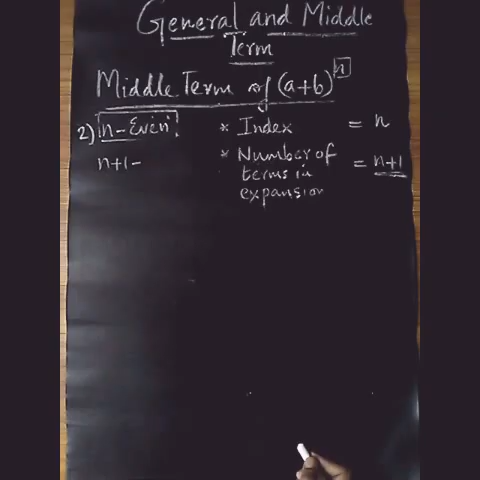 General and Middle
Term
Middle Term of (a+b)^n
2) n-Even * Index = n
n+1- * Number of
terms in = n+1
expansion